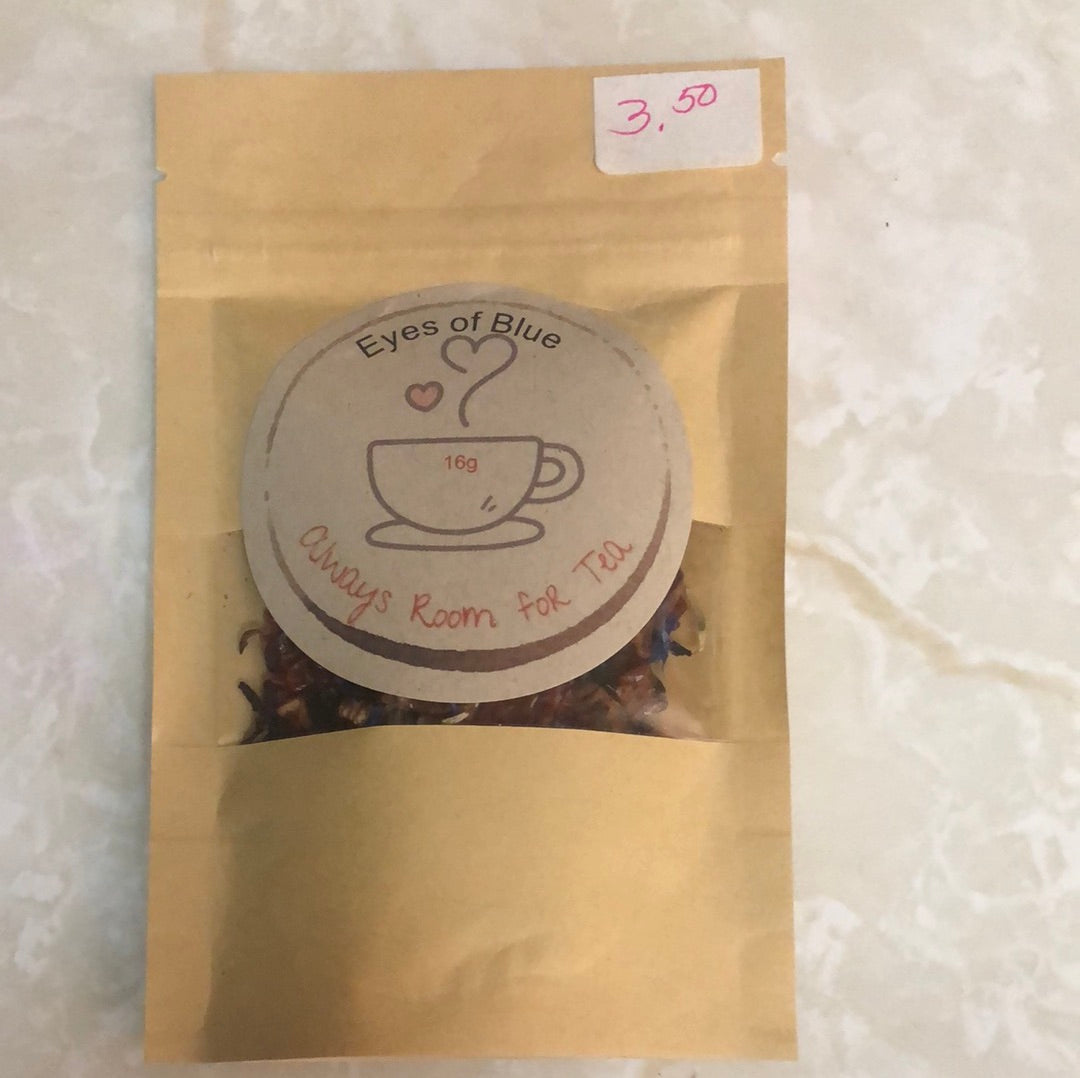 3.50
Eyes of Blue
16g
always Room foR Tea